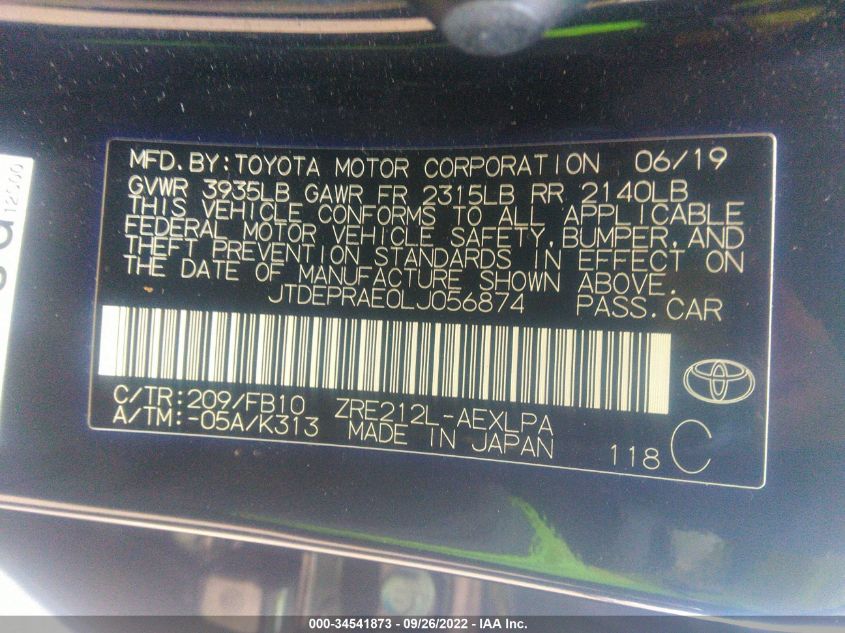 MFD.BY:TOYOTA MOTOR CORPORATION 06/19
GVWR 3935LB GAWR FR 2315LB RR 2140LB
THIS VEHICLE CONFORMS TO ALL APPLICABLE
FEDERAL MOTOR VEHICLE SAFETY,BUMPER,AND
THEFT PREVENTION STANDARDS IN EFFECT ON
THE DATE OF MANUFACTURE SHOWN ABOVE.
JTDEPRAE0LJ056874 PASS.CAR
C/TR:209/FB10 ZRE212L-AEXLPA
A/TM:-05A/K313 MADE IN JAPAN
118 C
000-34541873 - 09/26/2022 - IAA Inc.